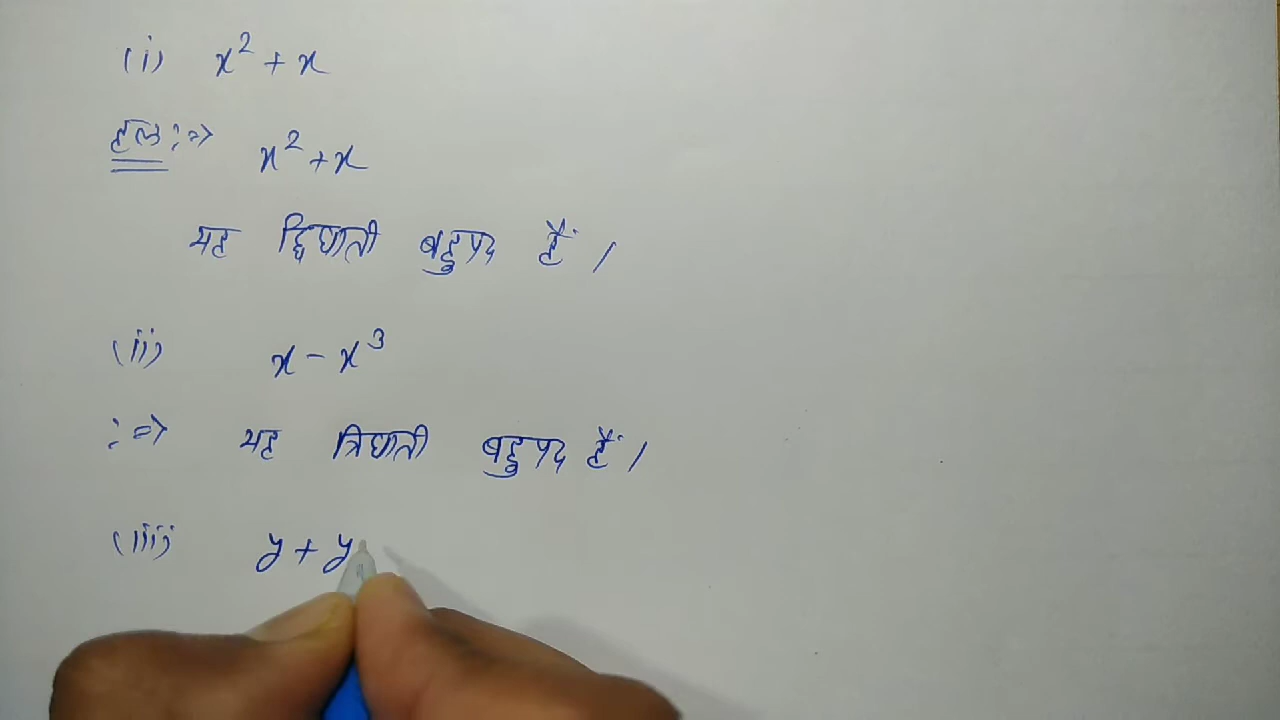 (i) x² + x
हल :⇒ x² + x
यह द्विघाती बहुपद हैं।
(ii) x - x³
:⇒ यह त्रिघाती बहुपद हैं।
(iii) y + y